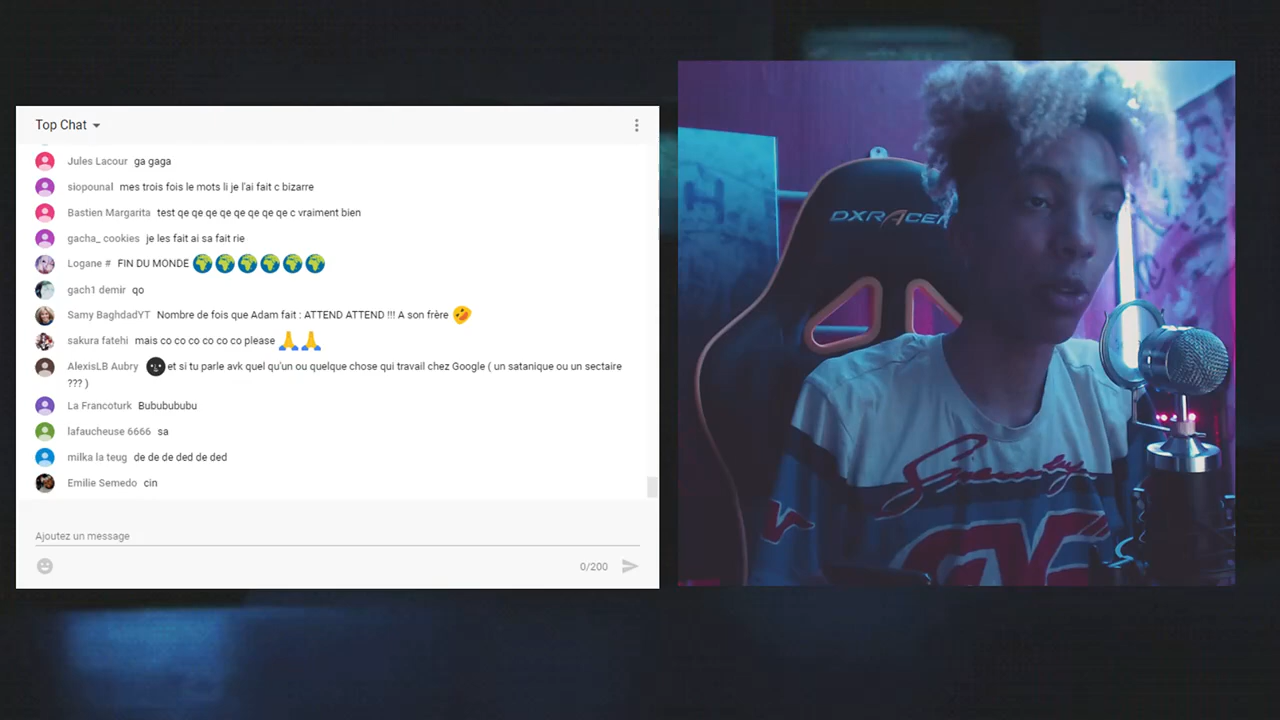 Top Chat
Jules Lacour ga gaga
siopounal mes trois fois le mots li je l'ai fait c bizarre
Bastien Margarita test qe qe qe qe qe qe qe qe c vraiment bien
gacha_ cookies je les fait ai sa fait rie
Logane # FIN DU MONDE 🌍🌍🌍🌍🌍🌍
gach1 demir qo
Samy BaghdadYT Nombre de fois que Adam fait : ATTEND ATTEND !!! A son frère
sakura fatehi mais co co co co co co please 🙏🙏
AlexisLB Aubry 🌚 et si tu parle avk quel qu'un ou quelque chose qui travail chez Google ( un satanique ou un sectaire
??? )
La Francoturk Bububububu
lafaucheuse 6666 sa
milka la teug de de de ded de ded
Emilie Semedo cin
Ajoutez un message
0/200
DXRACER